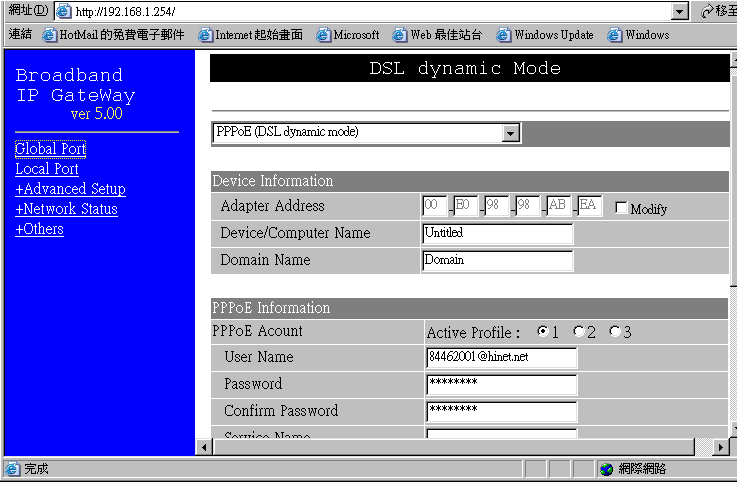 網址(D) http://192.168.1.254/ 移至
連結 HotMail 的免費電子郵件 Internet 起始畫面 Microsoft Web 最佳站台 Windows Update Windows
Broadband
IP GateWay
ver 5.00
Global Port
Local Port
+Advanced Setup
+Network Status
+Others
DSL dynamic Mode
PPPoE (DSL dynamic mode)
Device Information
Adapter Address 00 - E0 - 98 - 98 - AB - EA Modify
Device/Computer Name Untitled
Domain Name Domain
PPPoE Information
PPPoE Acount Active Profile : 1 2 3
User Name 84462001@hinet.net
Password ********
Confirm Password ********
Service Name
完成 網際網路